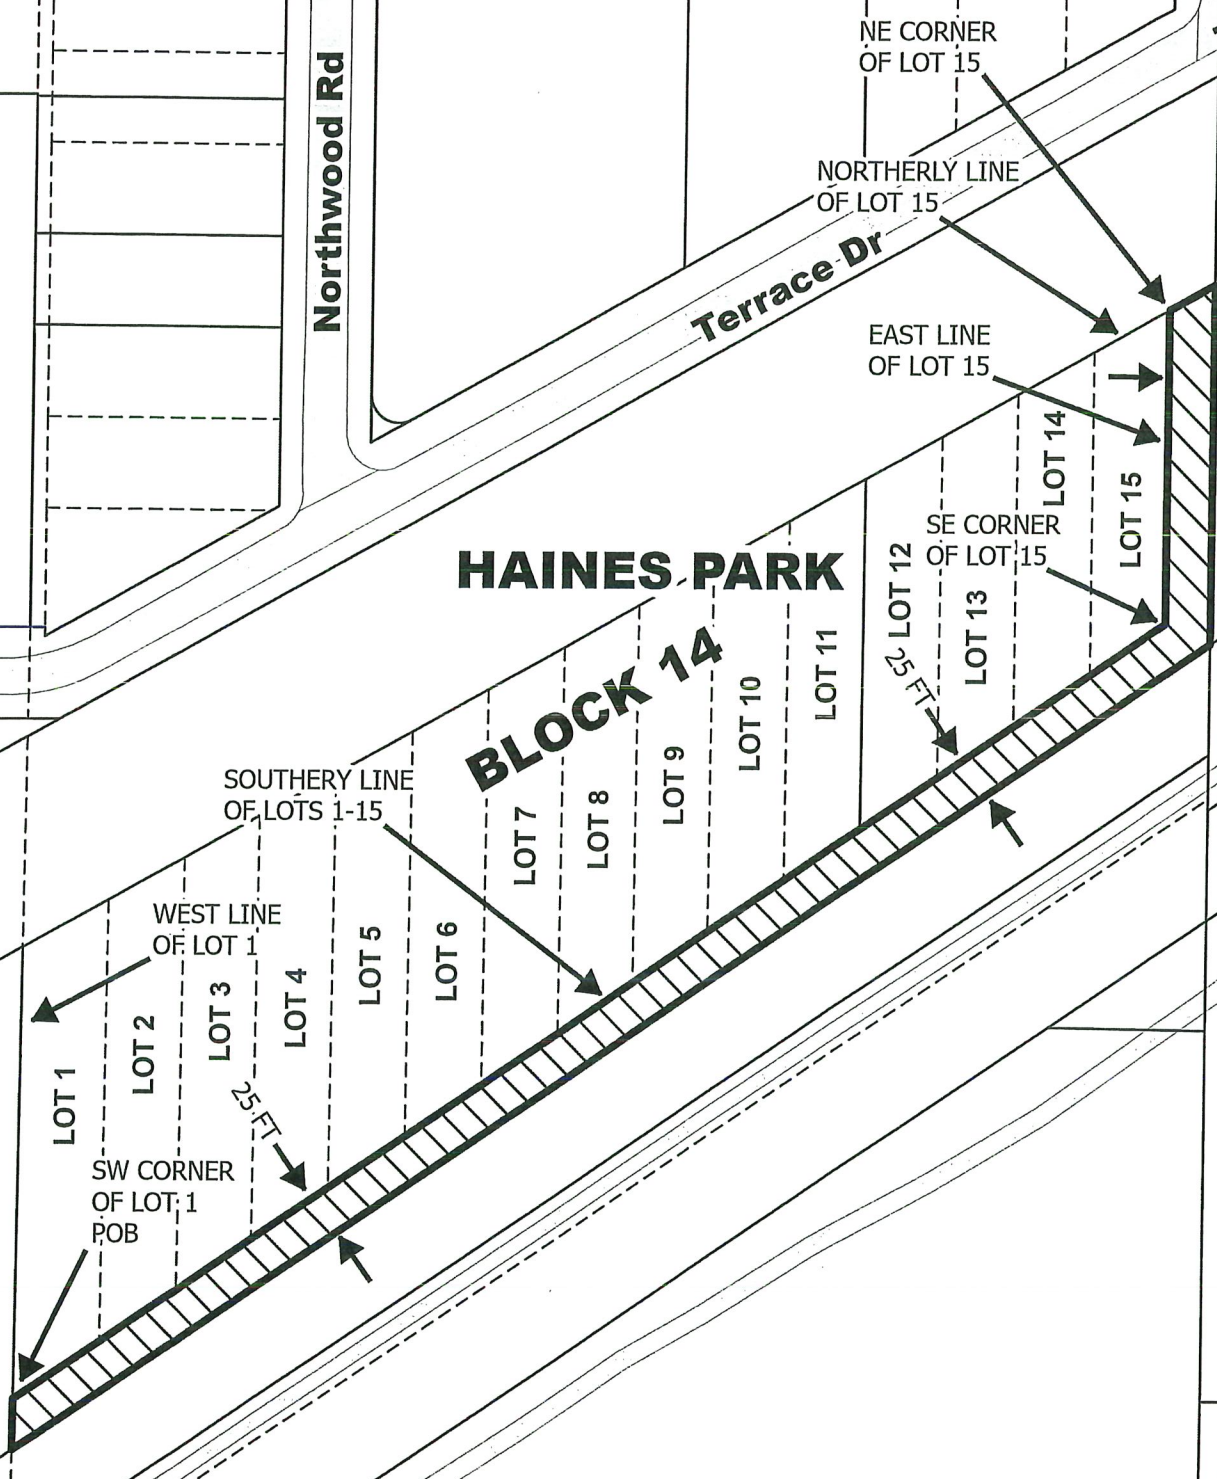 NE CORNER
OF LOT 15
Northwood Rd
NORTHERLY LINE
OF LOT 15
Terrace Dr
EAST LINE
OF LOT 15
LOT 14
LOT 15
SE CORNER
OF LOT 15
HAINES PARK
LOT 12
LOT 13
25 FT
BLOCK 14
LOT 11
LOT 10
LOT 9
LOT 8
LOT 7
SOUTHERY LINE
OF LOTS 1-15
WEST LINE
OF LOT 1
LOT 6
LOT 5
LOT 4
LOT 3
LOT 2
LOT 1
25 FT
SW CORNER
OF LOT 1
POB